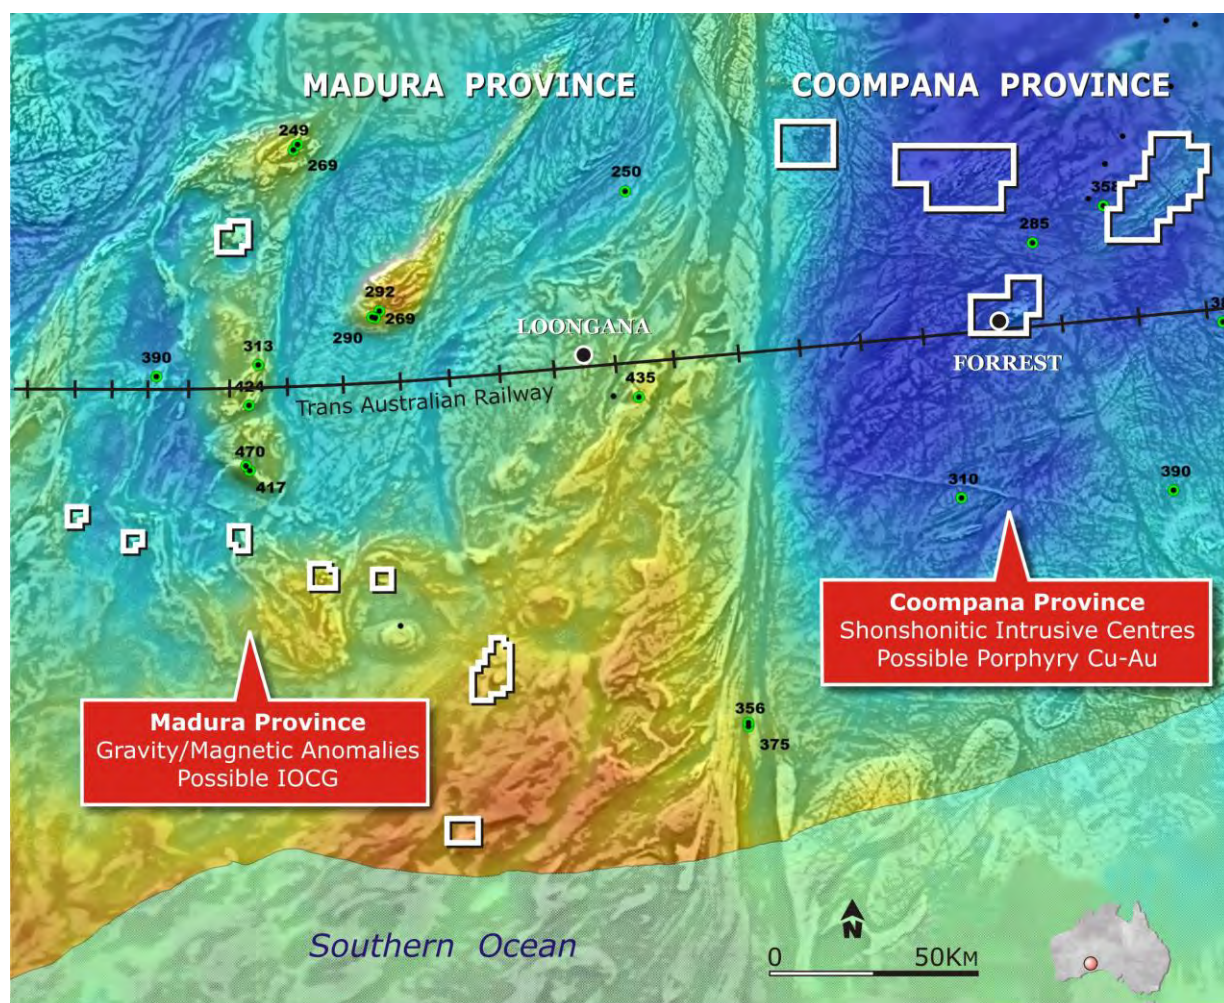 MADURA PROVINCE
COOMPANA PROVINCE
249
269
250
358
285
292
269
290
LOONGANA
FORREST
313
390
424
Trans Australian Railway
435
470
417
310
390
Coompana Province
Shonshonitic Intrusive Centres
Possible Porphyry Cu-Au
Madura Province
Gravity/Magnetic Anomalies
Possible IOCG
356
375
Southern Ocean
N
0 50KM